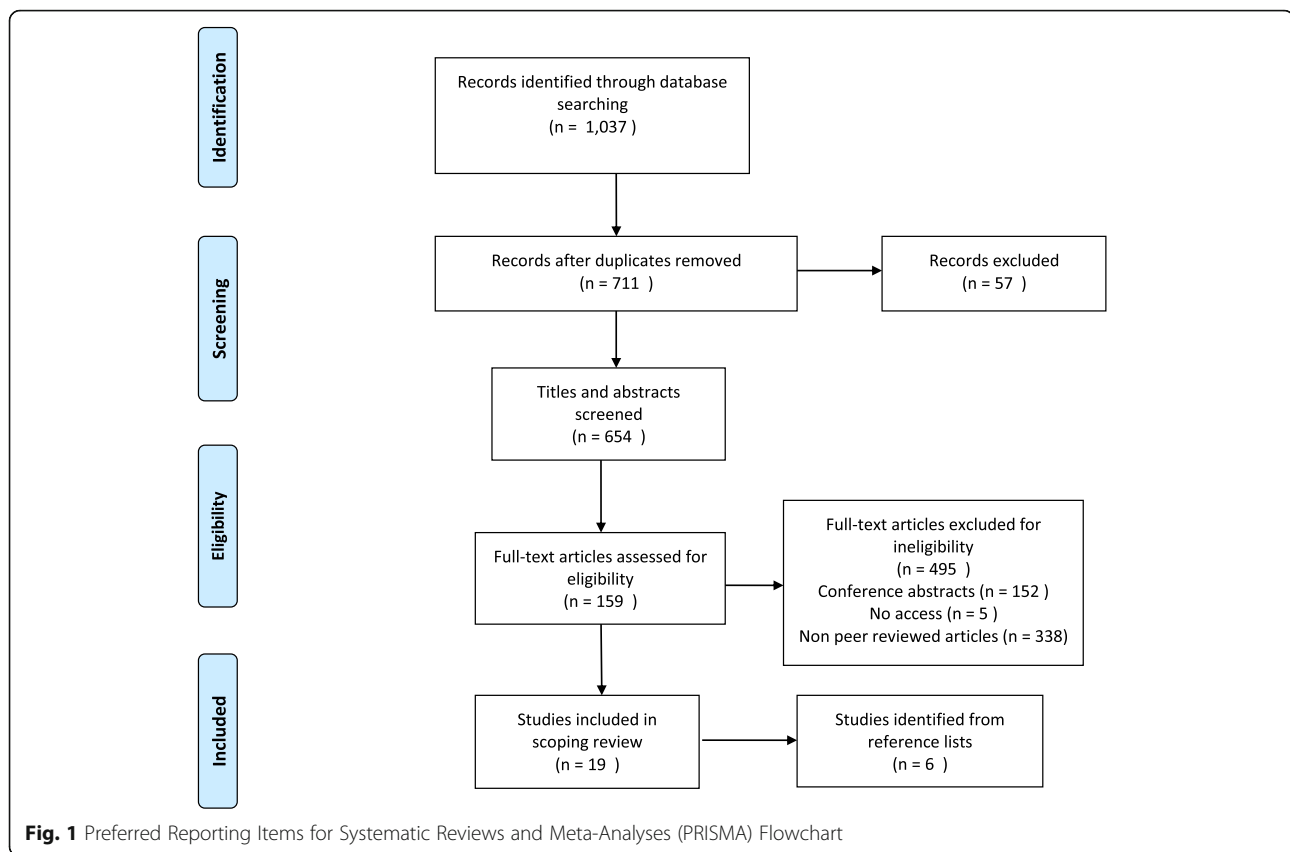 Identification
Records identified through database
searching
(n = 1,037 )
Screening
Records after duplicates removed
(n = 711 )
Records excluded
(n = 57 )
Titles and abstracts
screened
(n = 654 )
Eligibility
Full-text articles assessed for
eligibility
(n = 159 )
Full-text articles excluded for
ineligibility
(n = 495 )
Conference abstracts (n = 152 )
No access (n = 5 )
Non peer reviewed articles (n = 338)
Included
Studies included in
scoping review
(n = 19 )
Studies identified from
reference lists
(n = 6 )
Fig. 1 Preferred Reporting Items for Systematic Reviews and Meta-Analyses (PRISMA) Flowchart